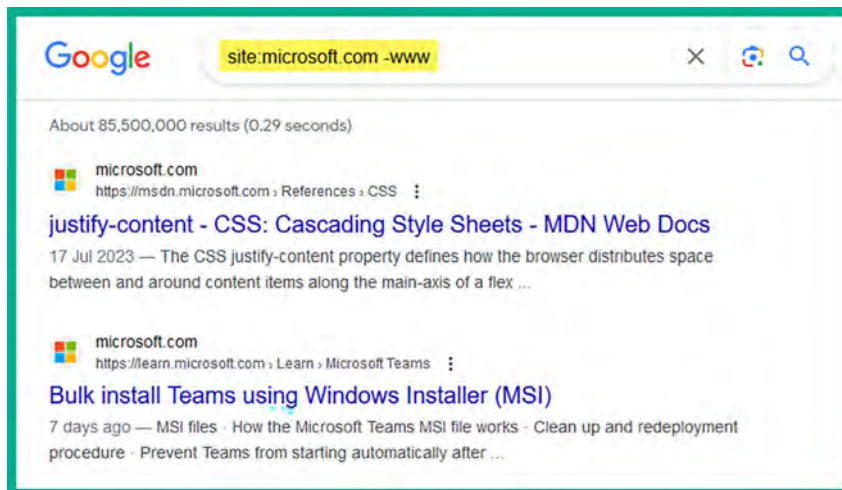 Google
site:microsoft.com -www
About 85,500,000 results (0.29 seconds)
microsoft.com
https://msdn.microsoft.com › References › CSS
justify-content - CSS: Cascading Style Sheets - MDN Web Docs
17 Jul 2023 — The CSS justify-content property defines how the browser distributes space
between and around content items along the main-axis of a flex ...
microsoft.com
https://learn.microsoft.com › Learn › Microsoft Teams
Bulk install Teams using Windows Installer (MSI)
7 days ago — MSI files · How the Microsoft Teams MSI file works · Clean up and redeployment
procedure · Prevent Teams from starting automatically after ...